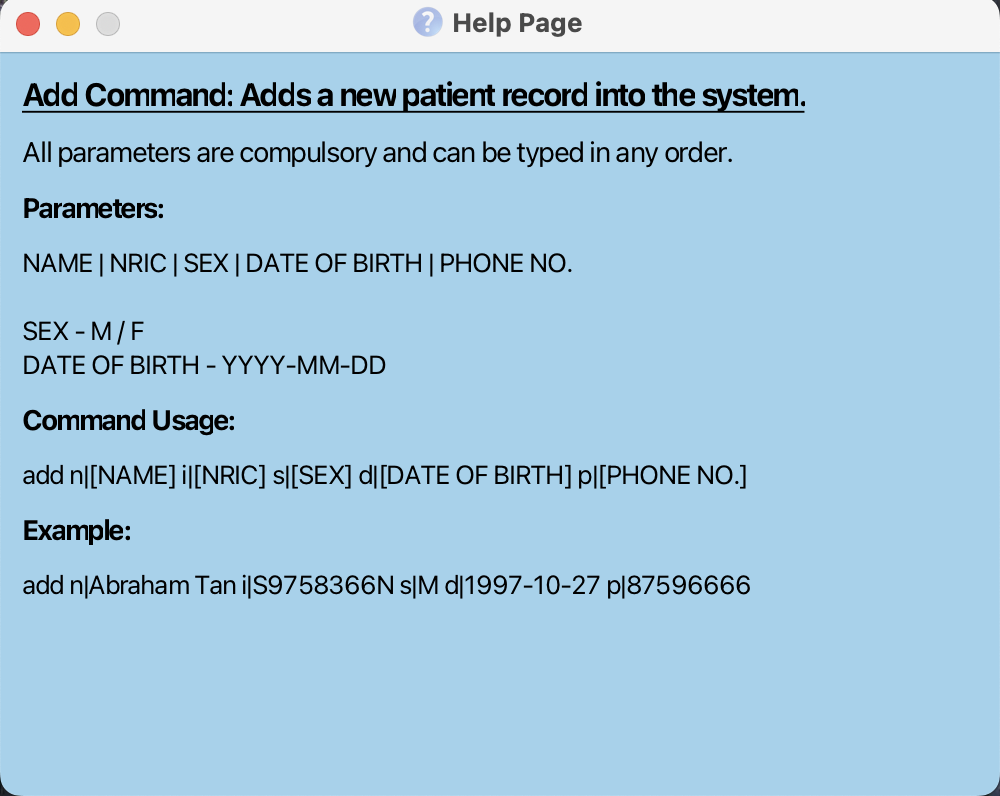 ? Help Page
Add Command: Adds a new patient record into the system.
All parameters are compulsory and can be typed in any order.
Parameters:
NAME | NRIC | SEX | DATE OF BIRTH | PHONE NO.
SEX - M / F
DATE OF BIRTH - YYYY-MM-DD
Command Usage:
add n|[NAME] i|[NRIC] s|[SEX] d|[DATE OF BIRTH] p|[PHONE NO.]
Example:
add n|Abraham Tan i|S9758366N s|M d|1997-10-27 p|87596666